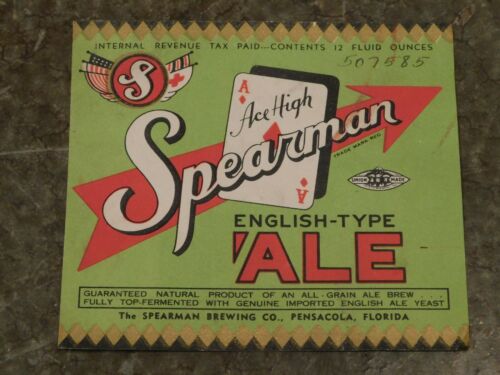 INTERNAL REVENUE TAX PAID—CONTENTS 12 FLUID OUNCES
507585
S
A
Ace High
Spearman
TRADE MARK REG.
A
UNION MADE
ENGLISH-TYPE
ALE
GUARANTEED NATURAL PRODUCT OF AN ALL-GRAIN ALE BREW ...
FULLY TOP-FERMENTED WITH GENUINE IMPORTED ENGLISH ALE YEAST
The SPEARMAN BREWING CO., PENSACOLA, FLORIDA